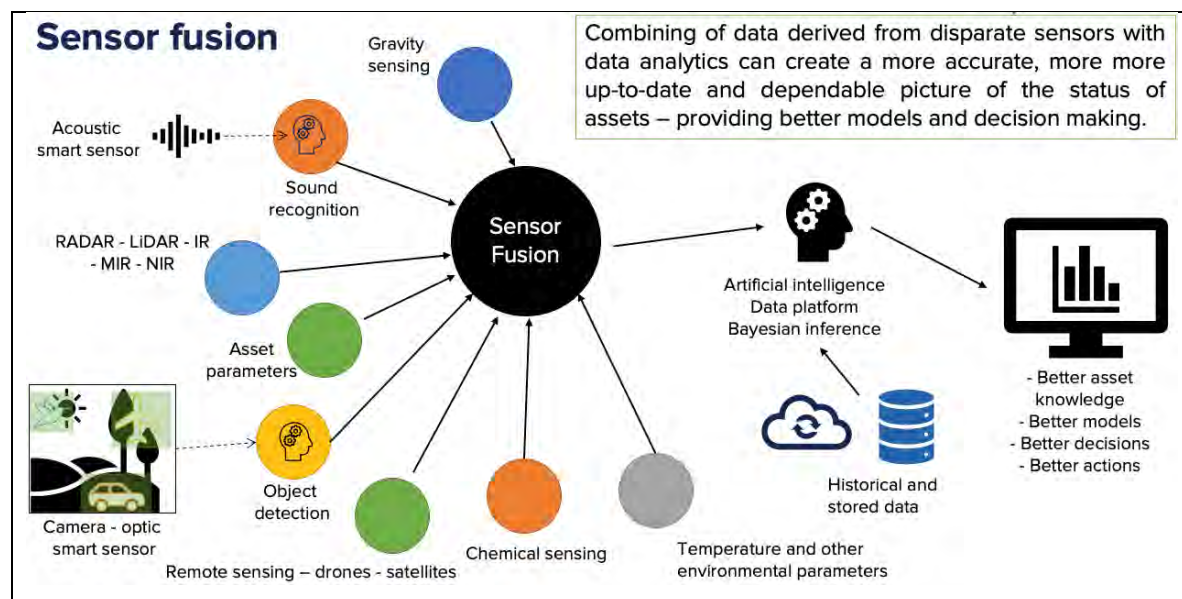 Sensor fusion
Gravity
sensing
Combining of data derived from disparate sensors with
data analytics can create a more accurate, more more
up-to-date and dependable picture of the status of
assets – providing better models and decision making.
Acoustic
smart sensor
Sound
recognition
RADAR - LiDAR - IR
- MIR - NIR
Sensor
Fusion
Asset
parameters
Artificial intelligence
Data platform
Bayesian inference
Object
detection
Camera - optic
smart sensor
Remote sensing – drones - satellites
Chemical sensing
Temperature and other
environmental parameters
Historical and
stored data
- Better asset
knowledge
- Better models
- Better decisions
- Better actions